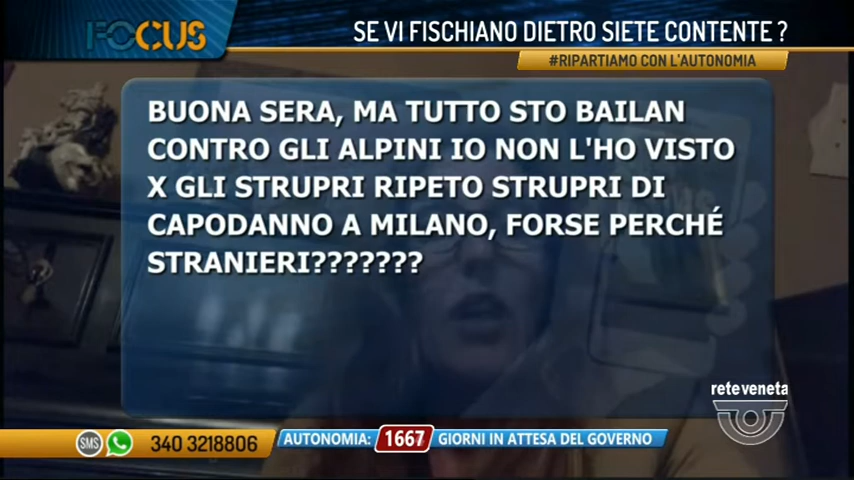 FOCUS
SE VI FISCHIANO DIETRO SIETE CONTENTE ?
#RIPARTIAMO CON L'AUTONOMIA
BUONA SERA, MA TUTTO STO BAILAN
CONTRO GLI ALPINI IO NON L'HO VISTO
X GLI STRUPRI RIPETO STRUPRI DI
CAPODANNO A MILANO, FORSE PERCHÉ
STRANIERI???????
reteveneta
SMS 340 3218806
AUTONOMIA: 1667 GIORNI IN ATTESA DEL GOVERNO